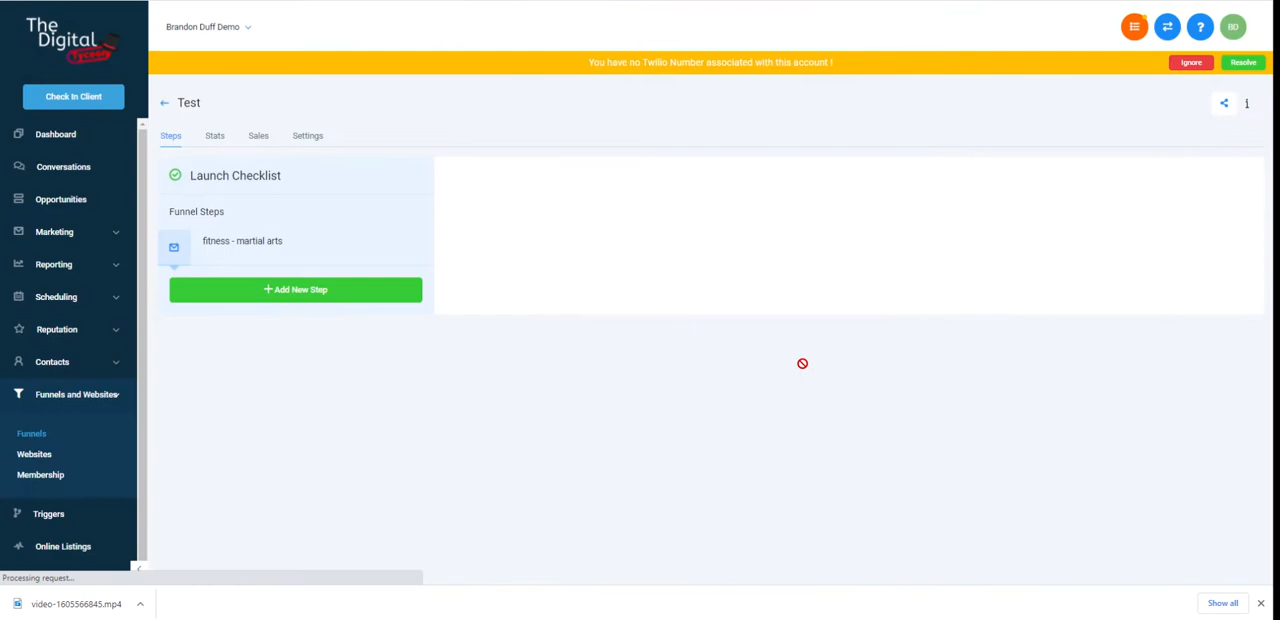 The
Digital
Tycoon
Brandon Duff Demo
?
BD
You have no Twilio Number associated with this account !
Ignore
Resolve
Check In Client
Dashboard
Conversations
Opportunities
Marketing
Reporting
Scheduling
Reputation
Contacts
Funnels and Websites
Funnels
Websites
Membership
Triggers
Online Listings
← Test
Steps
Stats
Sales
Settings
Launch Checklist
Funnel Steps
fitness - martial arts
+ Add New Step
Processing request...
video-1605566845.mp4
Show all